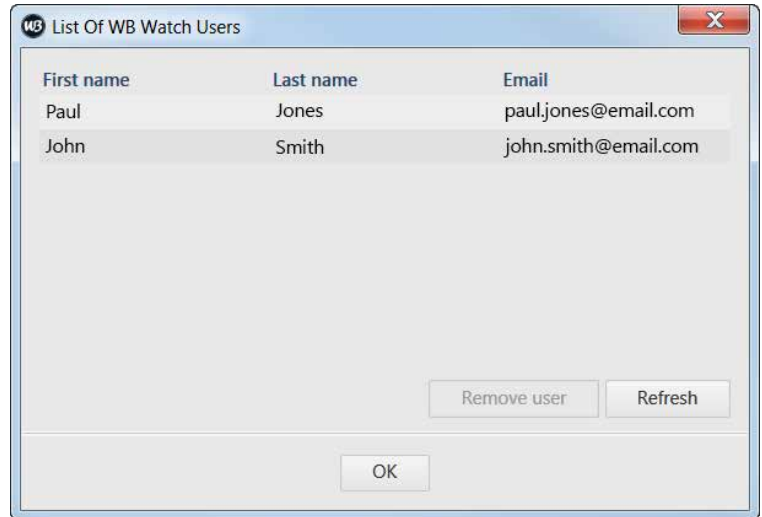 WB List Of WB Watch Users X
First name Last name Email
Paul Jones paul.jones@email.com
John Smith john.smith@email.com
Remove user Refresh
OK